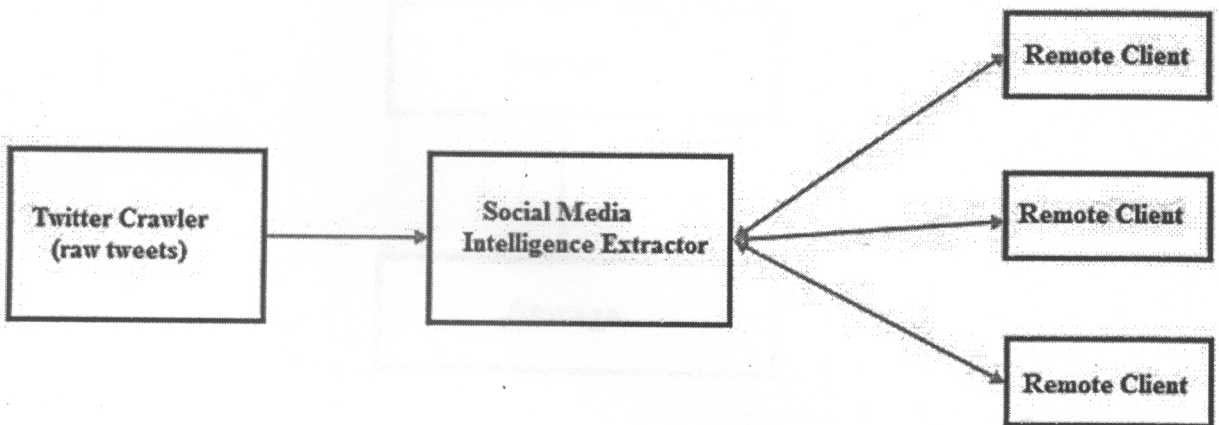 Twitter Crawler
(raw tweets)
Social Media
Intelligence Extractor
Remote Client
Remote Client
Remote Client